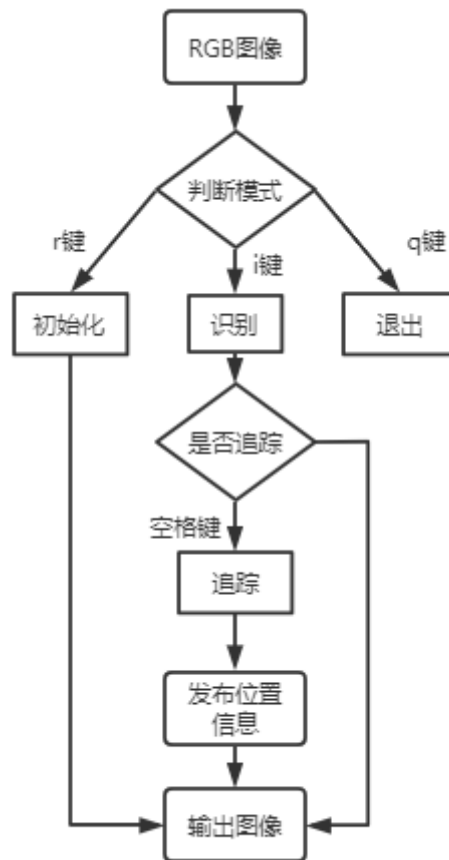 RGB图像
判断模式
r键
i键
q键
初始化
识别
退出
是否追踪
空格键
追踪
发布位置
信息
输出图像